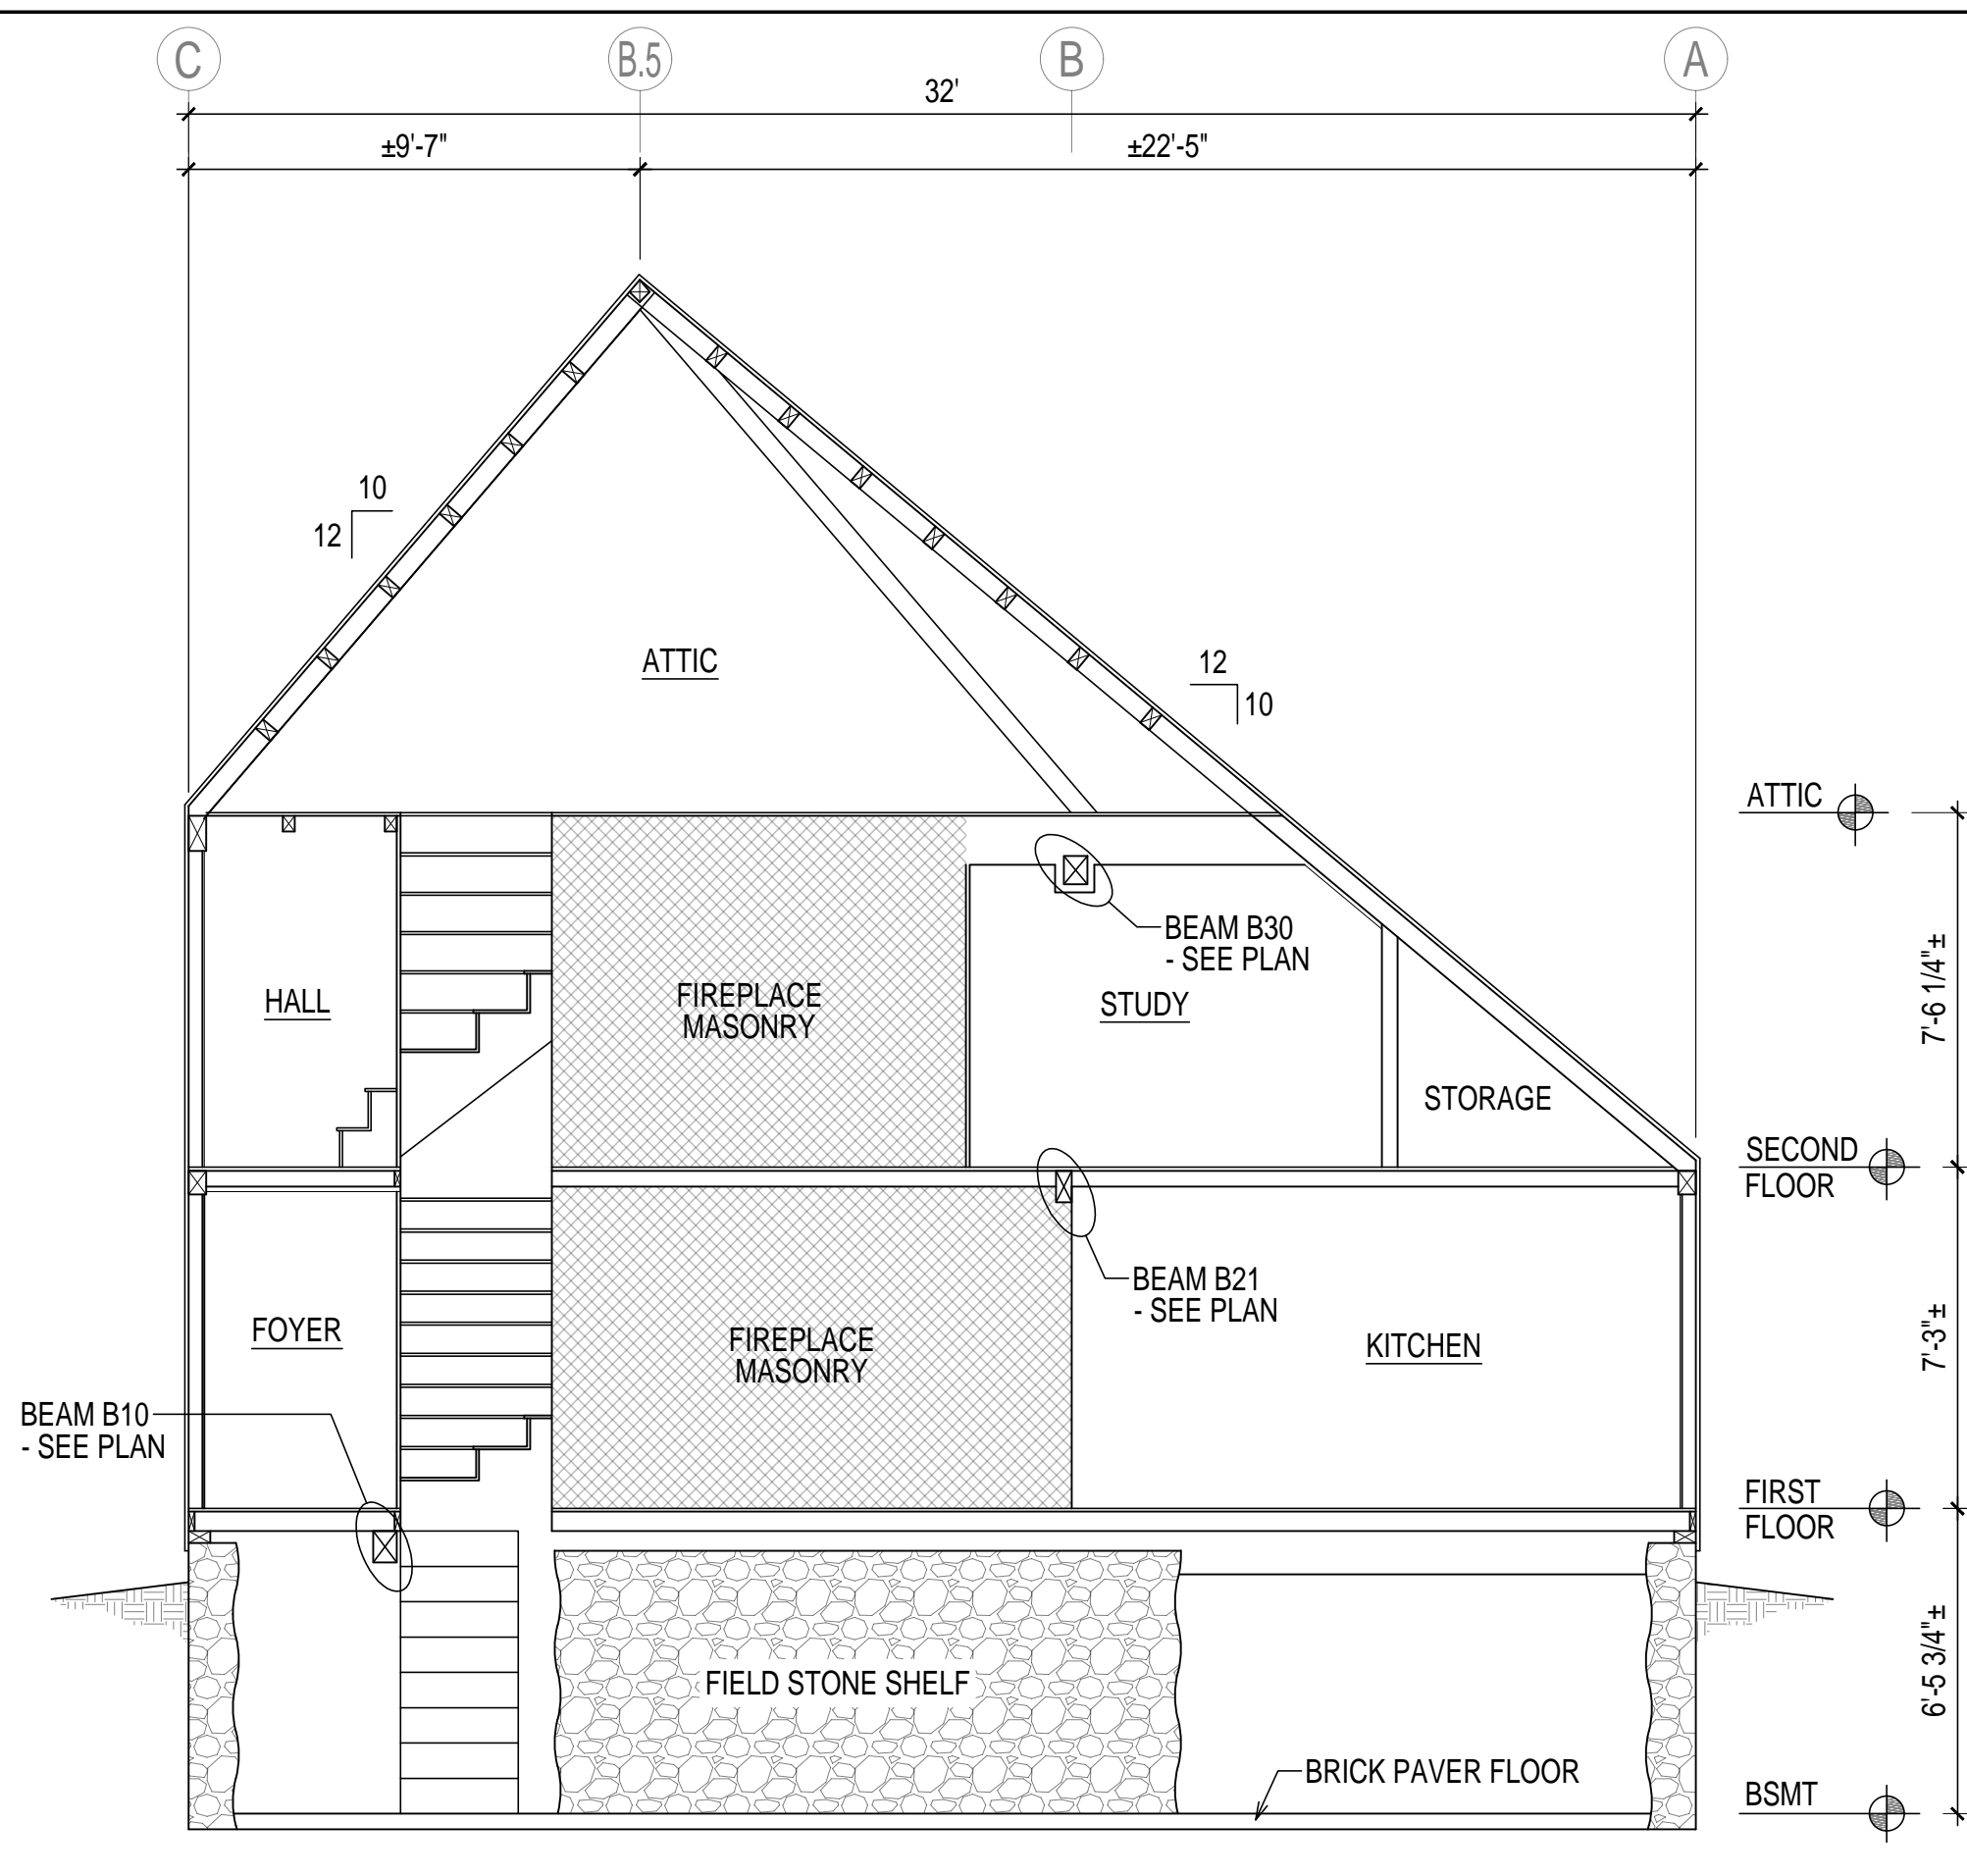 C
B.5
B
A
32'
±9'-7"
±22'-5"
10
12
ATTIC
12
10
ATTIC
BEAM B30
- SEE PLAN
HALL
FIREPLACE
MASONRY
STUDY
7'-6 1/4"±
STORAGE
SECOND
FLOOR
BEAM B21
- SEE PLAN
FOYER
FIREPLACE
MASONRY
KITCHEN
7'-3"±
BEAM B10
- SEE PLAN
FIRST
FLOOR
FIELD STONE SHELF
6'-5 3/4"±
BRICK PAVER FLOOR
BSMT